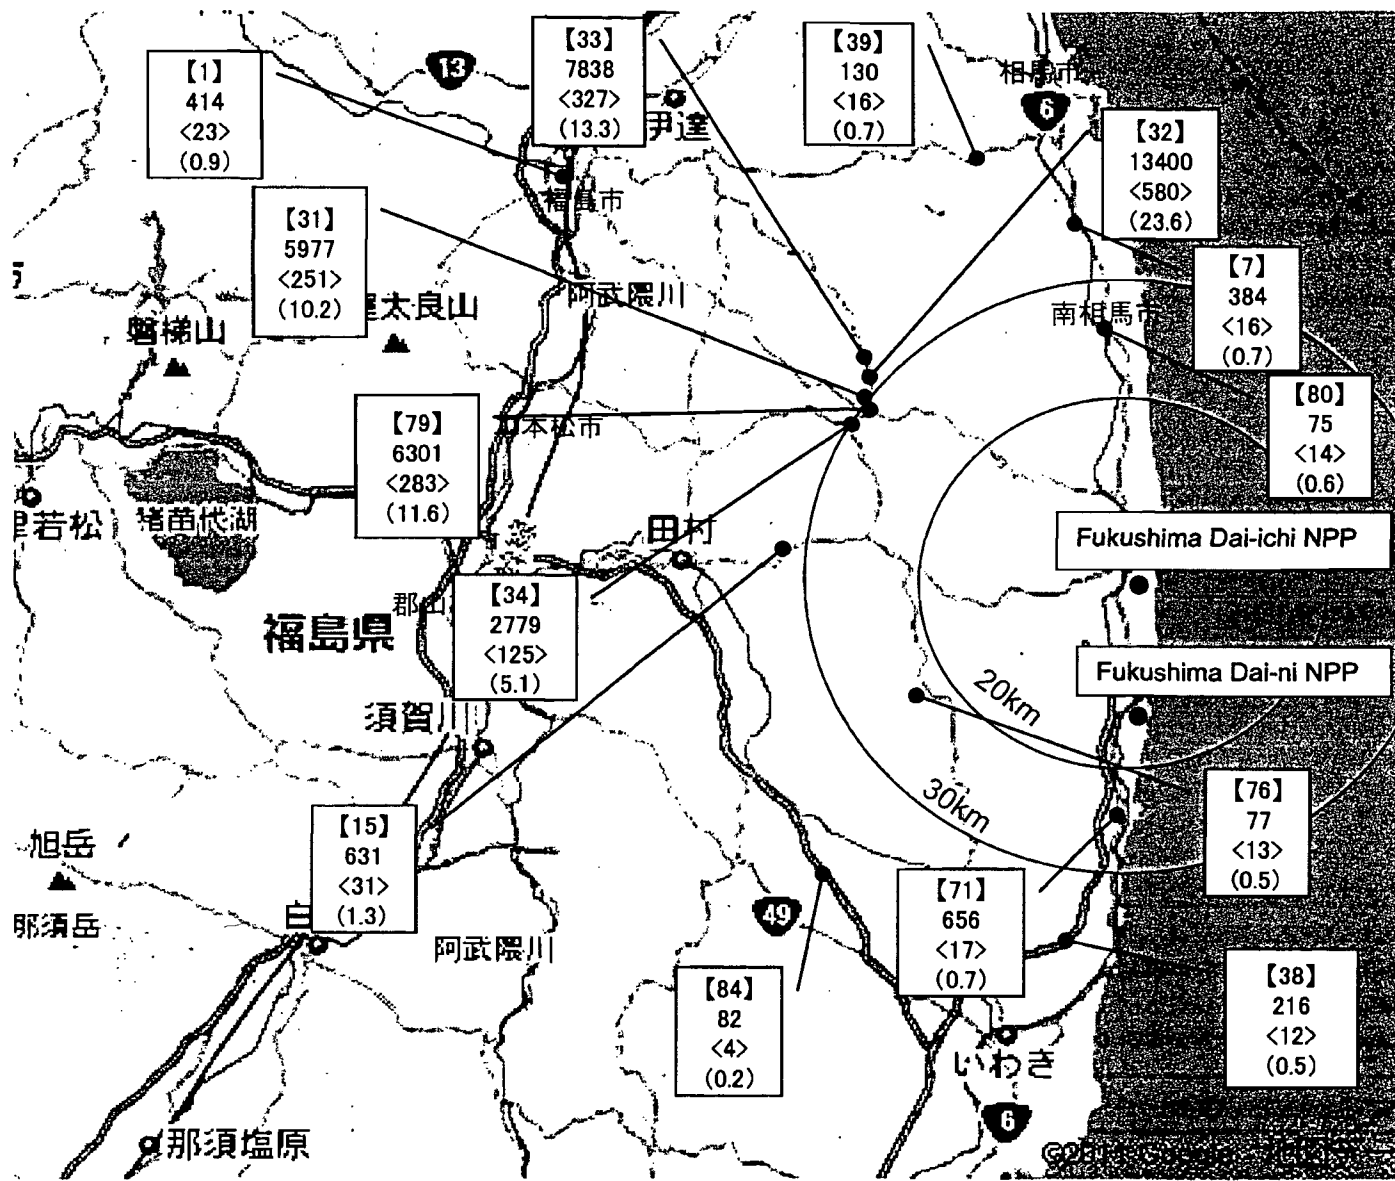 【1】
414
<23>
(0.9)
13
【33】
7838
<327>
(13.3)
伊達
【39】
130
<16>
(0.7)
相馬市
6
【32】
13400
<580>
(23.6)
福島市
【31】
5977
<251>
(10.2)
阿武隈川
【7】
384
<16>
(0.7)
南相馬市
磐梯山
太良山
【80】
75
<14>
(0.6)
【79】
6301
<283>
(11.6)
本松市
若松
猪苗代湖
田村
Fukushima Dai-ichi NPP
【34】
2779
<125>
(5.1)
郡山
福島県
Fukushima Dai-ni NPP
20km
須賀川
30km
【76】
77
<13>
(0.5)
【15】
631
<31>
(1.3)
旭岳
那須岳
白
阿武隈川
49
【71】
656
<17>
(0.7)
【84】
82
<4>
(0.2)
【38】
216
<12>
(0.5)
いわき
6
那須塩原